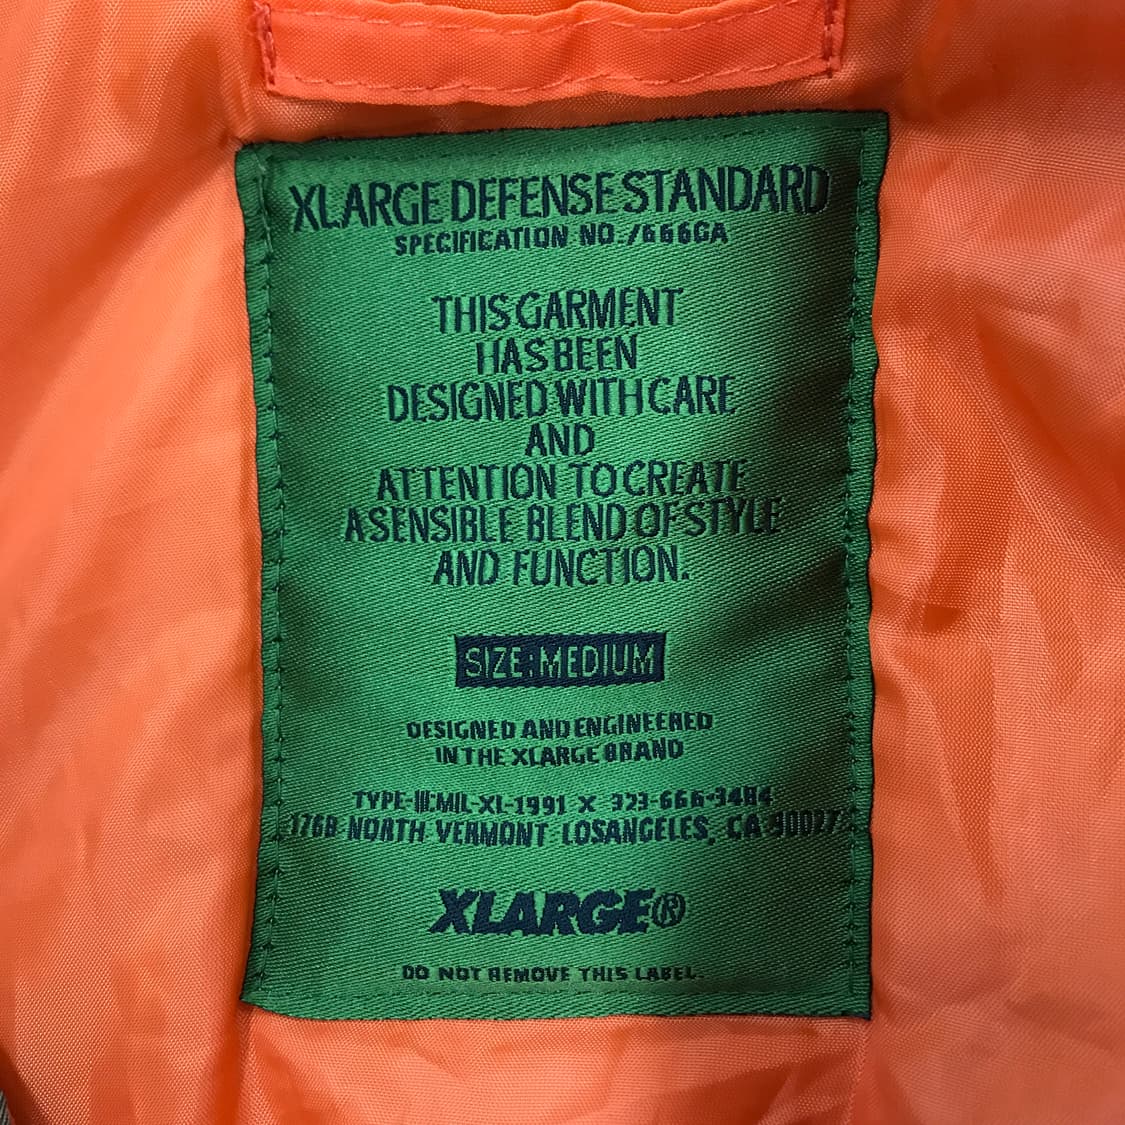 XLARGE DEFENSE STANDARD
SPECIFICATION NO./666GA
THIS GARMENT
HAS BEEN
DESIGNED WITH CARE
AND
ATTENTION TO CREATE
A SENSIBLE BLEND OF STYLE
AND FUNCTION.
SIZE:MEDIUM
DESIGNED AND ENGINEERED
IN THE XLARGE BRAND
TYPE-III:MIL-XL-1991 X 323-666-3484
1768 NORTH VERMONT LOSANGELES, CA 90027
XLARGE®
DO NOT REMOVE THIS LABEL.